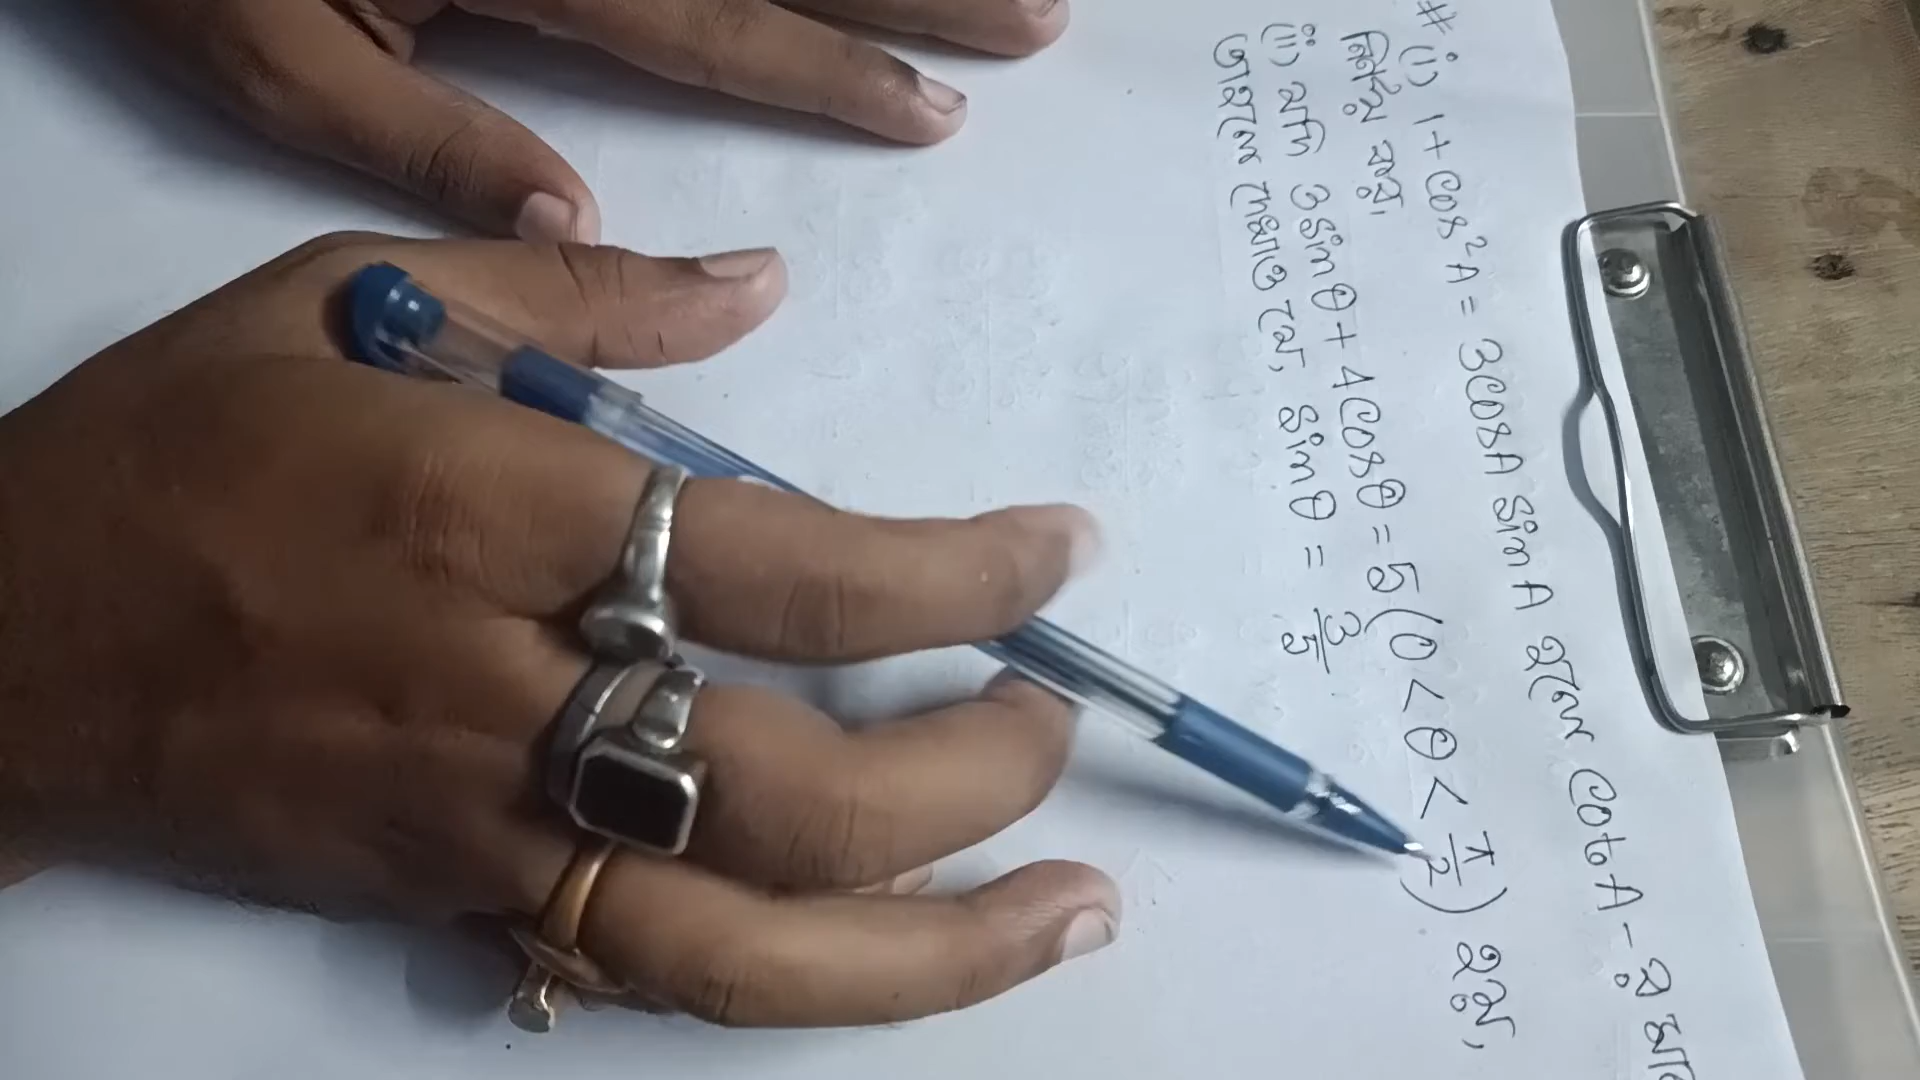 # (i) 1 + cos²A = 3cosA sinA হলে cotA - র
নির্ণয় কর,
(ii) যদি 3sinθ + 4cosθ = 5 (0 < θ < π/2) হয়,
তাহলে দেখাও যে, sinθ = 3/5